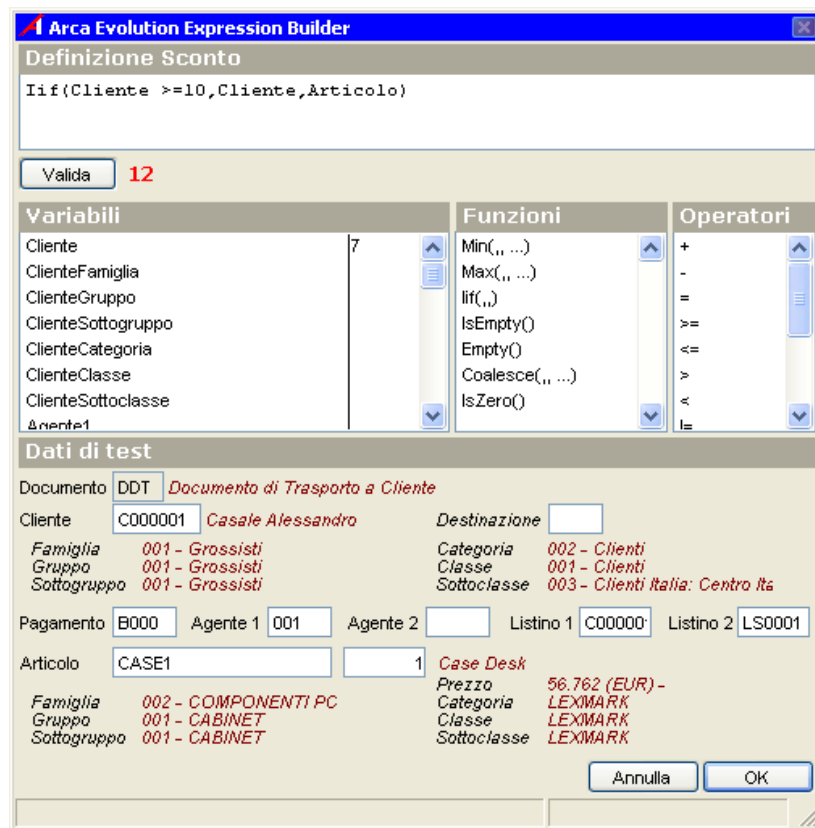 Arca Evolution Expression Builder
Definizione Sconto
Iif(Cliente >=10,Cliente,Articolo)
Valida 12
Variabili Funzioni Operatori
Cliente 7 Min(,, ...) +
ClienteFamiglia Max(,, ...) -
ClienteGruppo Iif(,,) =
ClienteSottogruppo IsEmpty() >=
ClienteCategoria Empty() <=
ClienteClasse Coalesce(,, ...) >
ClienteSottoclasse IsZero() <
Agente1 !=
Dati di test
Documento DDT Documento di Trasporto a Cliente
Cliente C000001 Casale Alessandro Destinazione
Famiglia 001 - Grossisti Categoria 002 - Clienti
Gruppo 001 - Grossisti Classe 001 - Clienti
Sottogruppo 001 - Grossisti Sottoclasse 003 - Clienti Italia: Centro Ita
Pagamento B000 Agente 1 001 Agente 2 Listino 1 C00000 Listino 2 LS0001
Articolo CASE1 1 Case Desk
Prezzo 56.762 (EUR) -
Famiglia 002 - COMPONENTI PC Categoria LEXMARK
Gruppo 001 - CABINET Classe LEXMARK
Sottogruppo 001 - CABINET Sottoclasse LEXMARK
Annulla OK